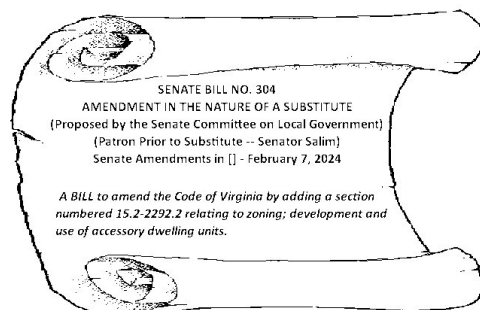 SENATE BILL NO. 304
AMENDMENT IN THE NATURE OF A SUBSTITUTE
(Proposed by the Senate Committee on Local Government)
(Patron Prior to Substitute -- Senator Salim)
Senate Amendments in [] - February 7, 2024
A BILL to amend the Code of Virginia by adding a section
numbered 15.2-2292.2 relating to zoning; development and
use of accessory dwelling units.